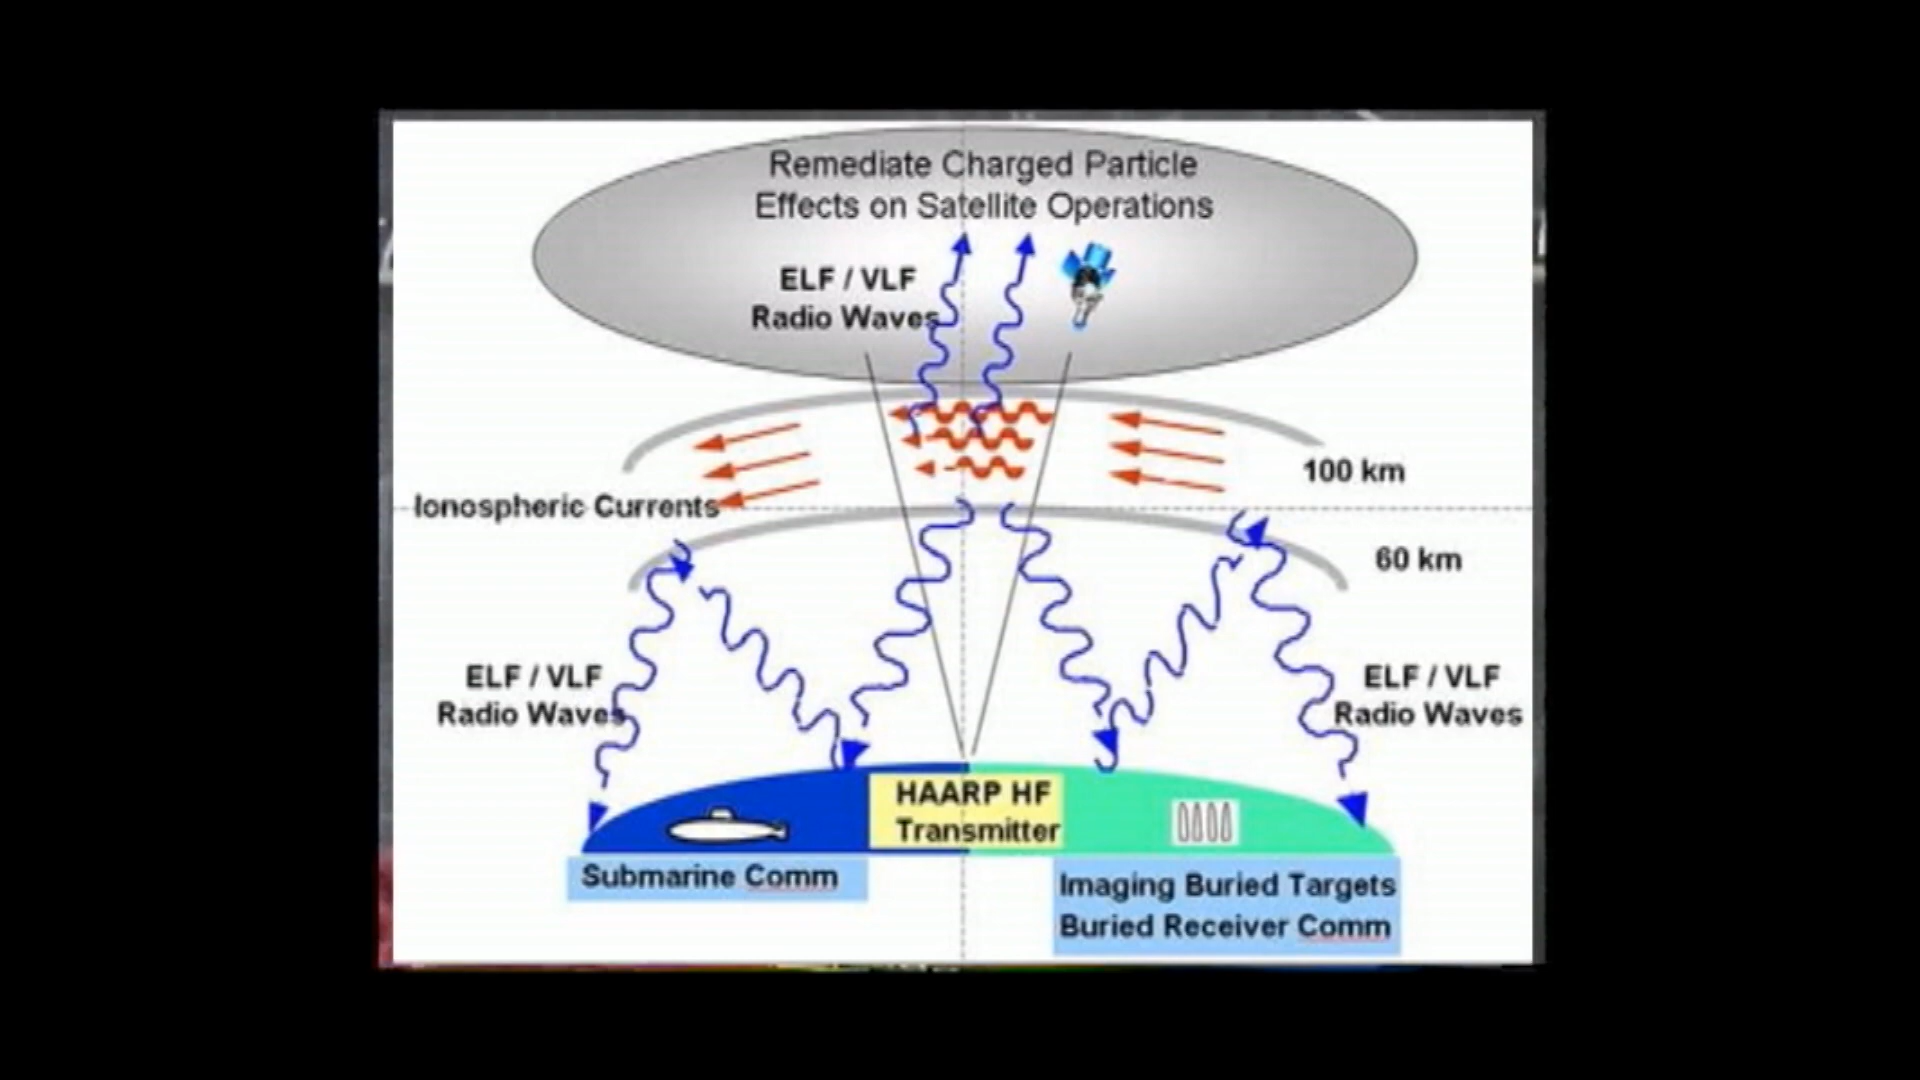 Remediate Charged Particle
Effects on Satellite Operations
ELF / VLF
Radio Waves
100 km
Ionospheric Currents
60 km
ELF / VLF
Radio Waves
ELF / VLF
Radio Waves
HAARP HF
Transmitter
Submarine Comm
Imaging Buried Targets
Buried Receiver Comm